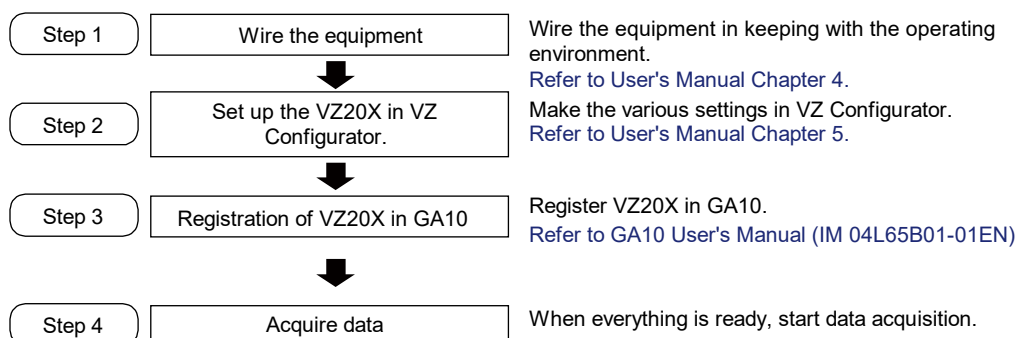 Step 1
Wire the equipment
Wire the equipment in keeping with the operating
environment.
Refer to User's Manual Chapter 4.
Step 2
Set up the VZ20X in VZ
Configurator.
Make the various settings in VZ Configurator.
Refer to User's Manual Chapter 5.
Step 3
Registration of VZ20X in GA10
Register VZ20X in GA10.
Refer to GA10 User's Manual (IM 04L65B01-01EN)
Step 4
Acquire data
When everything is ready, start data acquisition.